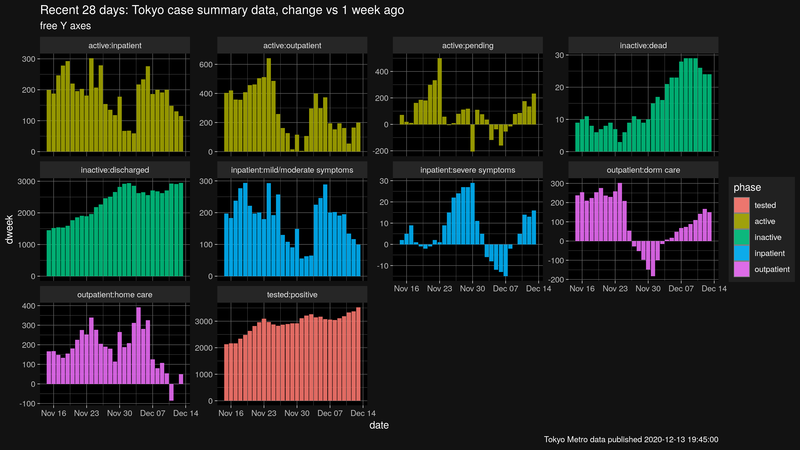 Recent 28 days: Tokyo case summary data, change vs 1 week ago
free Y axes
active:inpatient
active:outpatient
active:pending
inactive:dead
300
200
100
0
600
400
200
0
400
200
0
-200
30
20
10
0
inactive:discharged
inpatient:mild/moderate symptoms
inpatient:severe symptoms
outpatient:dorm care
3000
2000
1000
0
300
200
100
0
30
20
10
0
-10
300
200
100
0
-100
-200
Nov 16 Nov 23 Nov 30 Dec 07 Dec 14
Nov 16 Nov 23 Nov 30 Dec 07 Dec 14
outpatient:home care
tested:positive
400
300
200
100
0
-100
3000
2000
1000
0
Nov 16 Nov 23 Nov 30 Dec 07 Dec 14
Nov 16 Nov 23 Nov 30 Dec 07 Dec 14
dweek
date
phase
tested
active
inactive
inpatient
outpatient
Tokyo Metro data published 2020-12-13 19:45:00